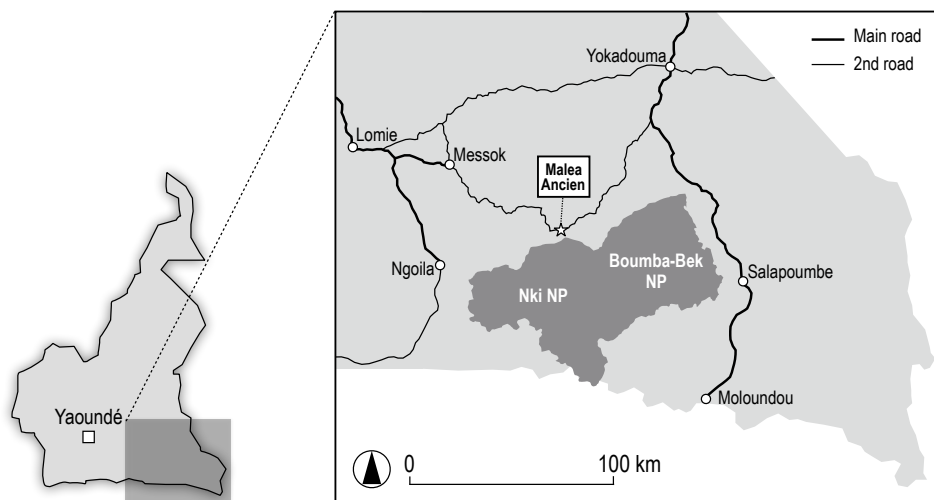 Main road
2nd road
Yokadouma
Lomie
Messok
Malea
Ancien
Ngoila
Boumba-Bek
NP
Nki NP
Salapoumbe
Moloundou
Yaoundé
0 100 km